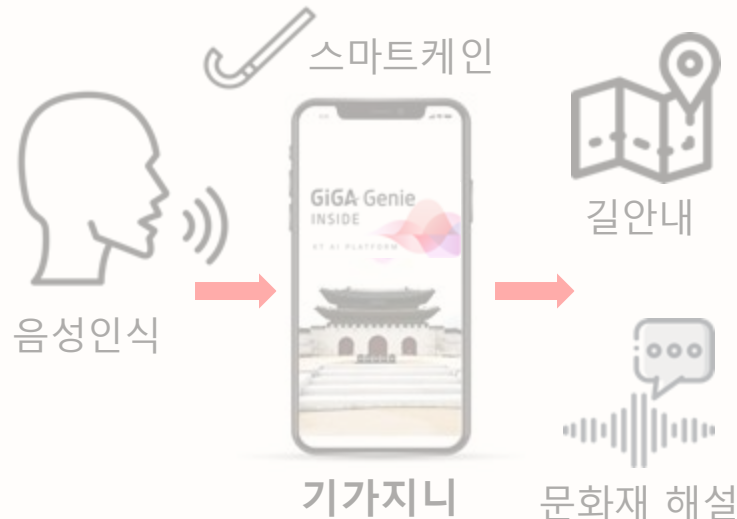 스마트케인
GiGA Genie
INSIDE
KT AI PLATFORM
길안내
음성인식
기가지니
문화재 해설